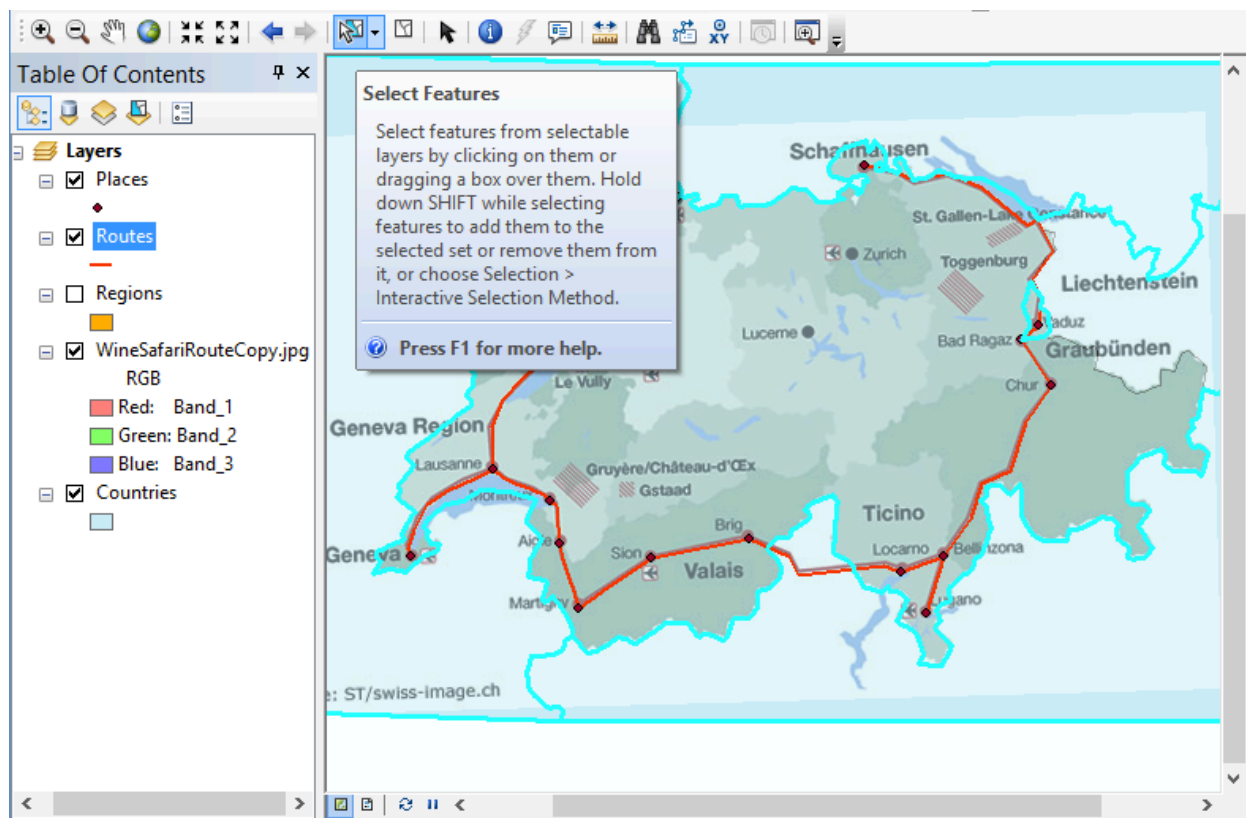 Table Of Contents
Layers
Places
Routes
Regions
WineSafariRouteCopy.jpg
RGB
Red: Band_1
Green: Band_2
Blue: Band_3
Countries
XY
Select Features
Select features from selectable
layers by clicking on them or
dragging a box over them. Hold
down SHIFT while selecting
features to add them to the
selected set or remove them from
it, or choose Selection >
Interactive Selection Method.
Press F1 for more help.
Schaffhausen
St. Gallen-Lake Constance
Zurich
Toggenburg
Liechtenstein
Vaduz
Lucerne
Bad Ragaz
Graubünden
Le Vully
Chur
Geneva Region
Lausanne
Gruyère/Château-d'Œx
Montreux
Gstaad
Ticino
Brig
Aigle
Sion
Locarno
Bellinzona
Geneva
Valais
Martigny
Lugano
e: ST/swiss-image.ch